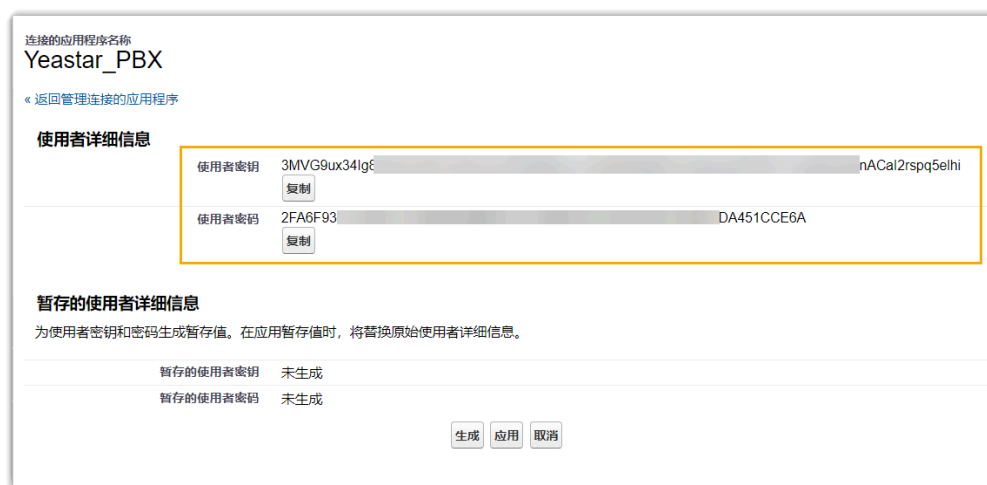 连接的应用程序名称
Yeastar_PBX
« 返回管理连接的应用程序
使用者详细信息
使用者密钥 3MVG9ux34Ig8 nACal2rspq5elhi
复制
使用者密码 2FA6F93 DA451CCE6A
复制
暂存的使用者详细信息
为使用者密钥和密码生成暂存值。在应用暂存值时，将替换原始使用者详细信息。
暂存的使用者密钥 未生成
暂存的使用者密码 未生成
生成 应用 取消